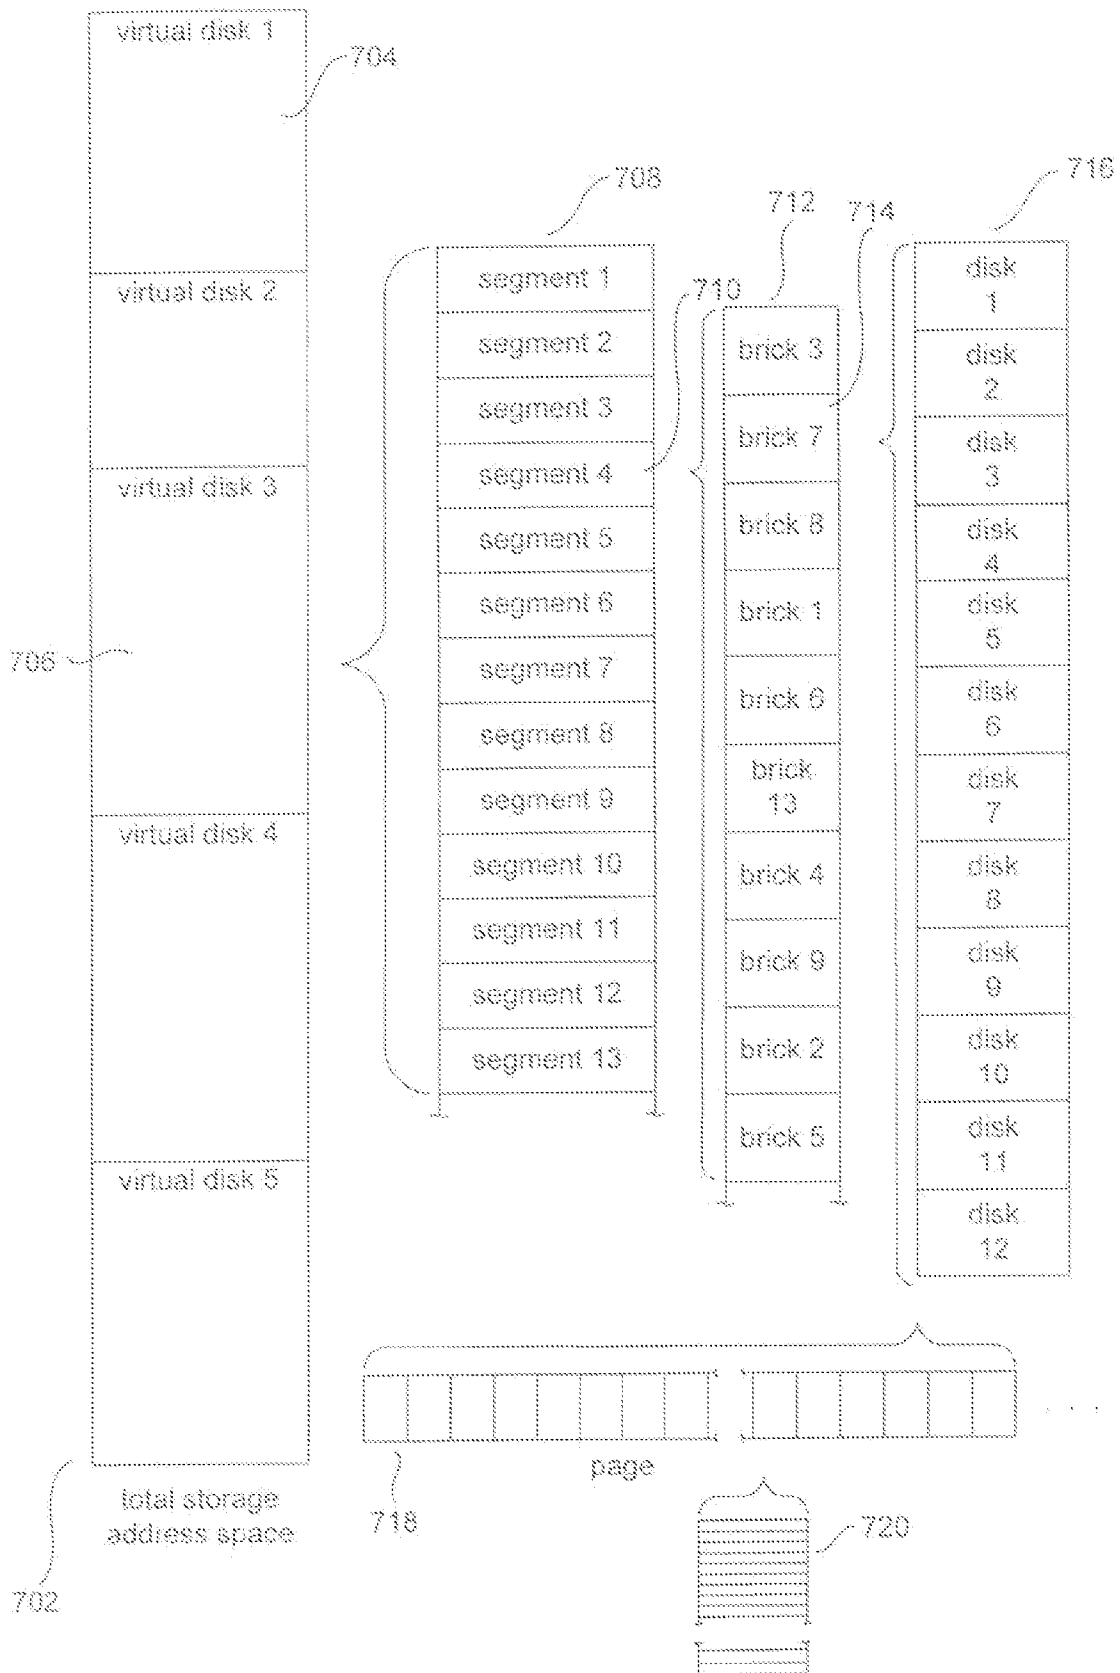 virtual disk 1
704
virtual disk 2
virtual disk 3
706
virtual disk 4
virtual disk 5
total storage
address space
702
708
segment 1
segment 2
segment 3
segment 4
segment 5
segment 6
segment 7
segment 8
segment 9
segment 10
segment 11
segment 12
segment 13
710
712
714
brick 3
brick 7
brick 8
brick 1
brick 6
brick
13
brick 4
brick 9
brick 2
brick 5
716
disk
1
disk
2
disk
3
disk
4
disk
5
disk
6
disk
7
disk
8
disk
9
disk
10
disk
11
disk
12
. . . .
page
718
720